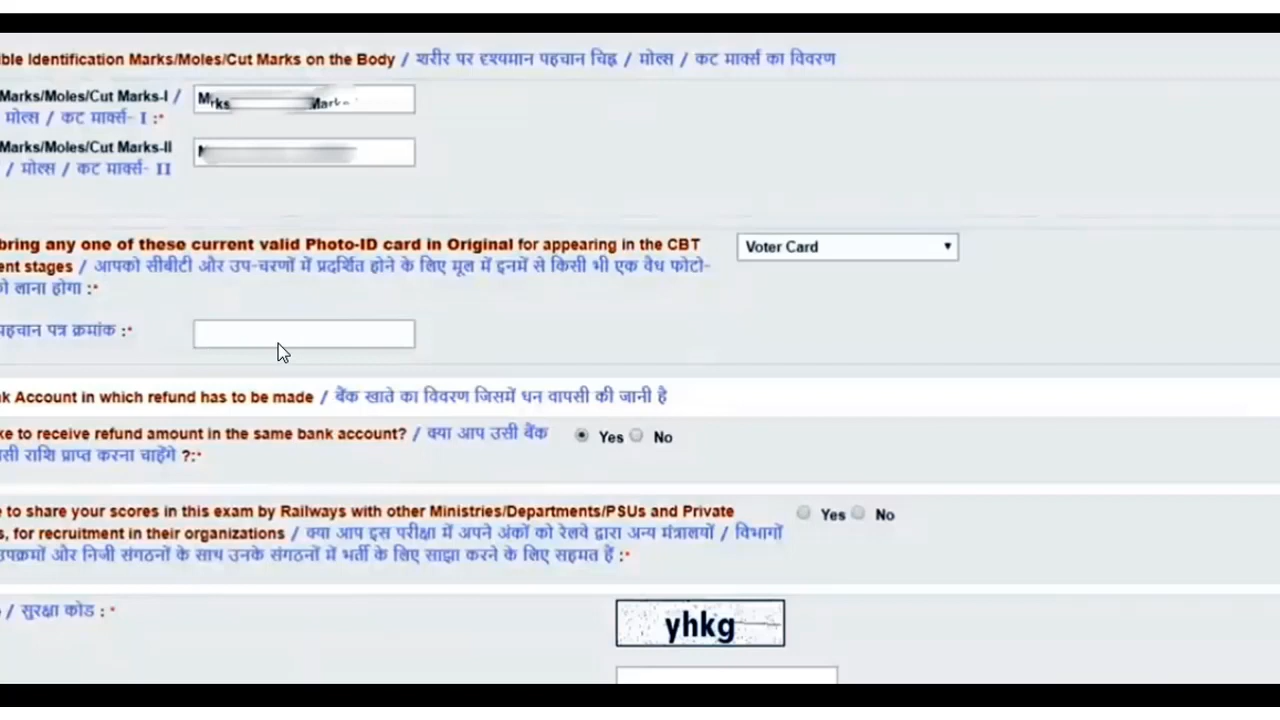 ble Identification Marks/Moles/Cut Marks on the Body / शरीर पर दृश्यमान पहचान चिह्न / मोल्स / कट मार्क्स का विवरण
Marks/Moles/Cut Marks-I /
मोल्स / कट मार्क्स- I :*
Marks/Moles/Cut Marks-II
/ मोल्स / कट मार्क्स- II
bring any one of these current valid Photo-ID card in Original for appearing in the CBT
Voter Card
ent stages / आपको सीबीटी और उप-चरणों में प्रदर्शित होने के लिए मूल में इनमें से किसी भी एक वैध फोटो-
को लाना होगा :*
पहचान पत्र क्रमांक :*
k Account in which refund has to be made / बैंक खाते का विवरण जिसमें धन वापसी की जानी है
ke to receive refund amount in the same bank account? / क्या आप उसी बैंक
Yes No
सी राशि प्राप्त करना चाहेंगे ?:*
to share your scores in this exam by Railways with other Ministries/Departments/PSUs and Private
Yes No
s, for recruitment in their organizations / क्या आप इस परीक्षा में अपने अंकों को रेलवे द्वारा अन्य मंत्रालयों / विभागों
उपक्रमों और निजी संगठनों के साथ उनके संगठनों में भर्ती के लिए साझा करने के लिए सहमत हैं :*
/ सुरक्षा कोड : *
yhkg